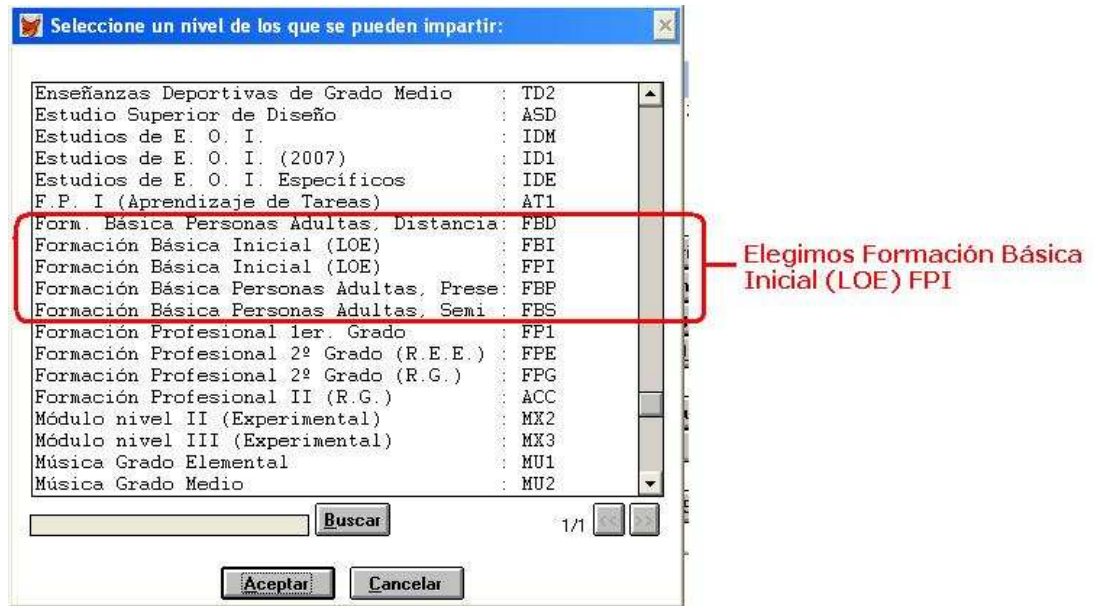 Seleccione un nivel de los que se pueden impartir:
Enseñanzas Deportivas de Grado Medio : TD2
Estudio Superior de Diseño : ASD
Estudios de E. O. I. : IDM
Estudios de E. O. I. (2007) : ID1
Estudios de E. O. I. Específicos : IDE
F.P. I (Aprendizaje de Tareas) : AT1
Form. Básica Personas Adultas, Distancia: FBD
Formación Básica Inicial (LOE) : FBI
Formación Básica Inicial (LOE) : FPI
Formación Básica Personas Adultas, Prese: FBP
Formación Básica Personas Adultas, Semi : FBS
Formación Profesional 1er. Grado : FP1
Formación Profesional 2º Grado (R.E.E.) : FPE
Formación Profesional 2º Grado (R.G.) : FPG
Formación Profesional II (R.G.) : ACC
Módulo nivel II (Experimental) : MX2
Módulo nivel III (Experimental) : MX3
Música Grado Elemental : MU1
Música Grado Medio : MU2
Elegimos Formación Básica
Inicial (LOE) FPI
Buscar 1/1 << >>
Aceptar Cancelar